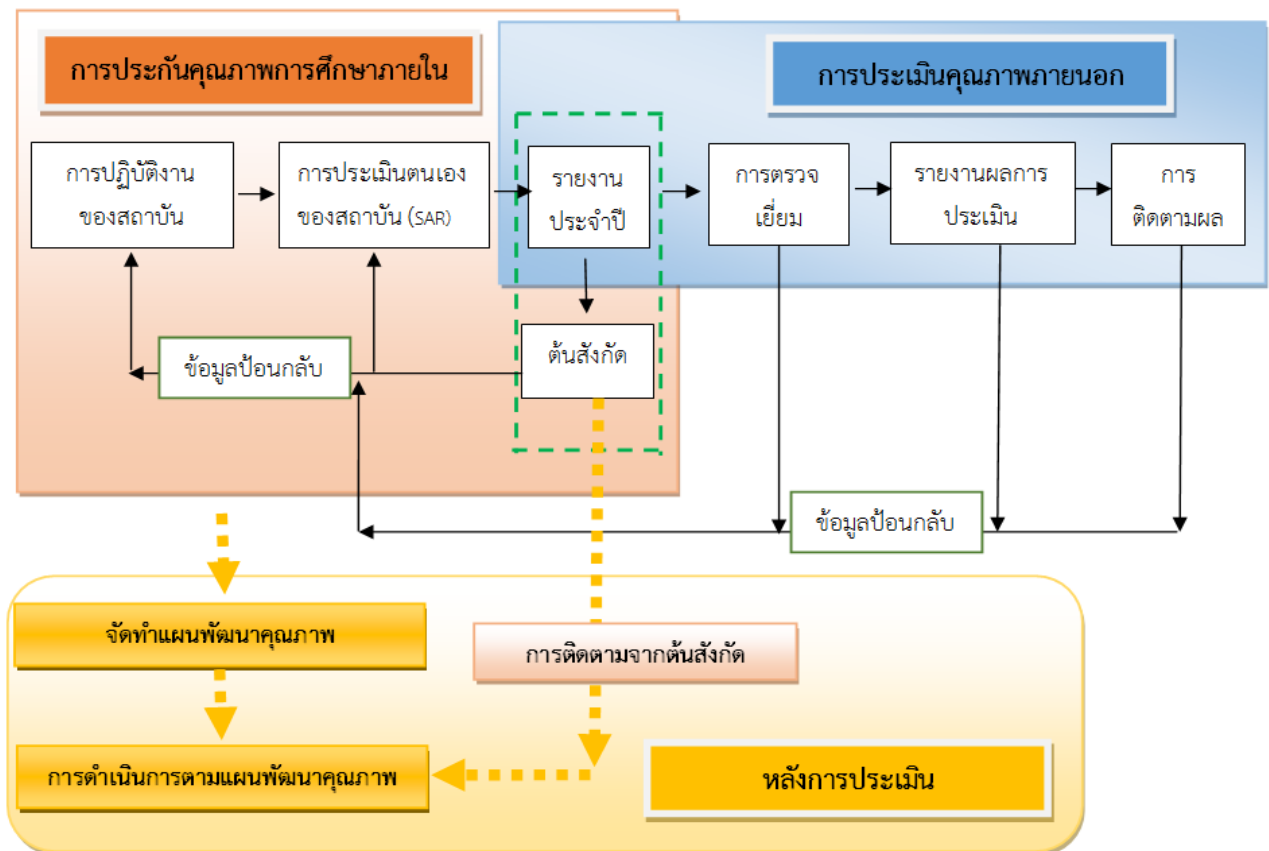 การประกันคุณภาพการศึกษาภายใน
การประเมินคุณภาพภายนอก
การปฏิบัติงาน
ของสถาบัน
การประเมินตนเอง
ของสถาบัน (SAR)
รายงาน
ประจำปี
การตรวจ
เยี่ยม
รายงานผลการ
ประเมิน
การ
ติดตามผล
ข้อมูลป้อนกลับ
ต้นสังกัด
ข้อมูลป้อนกลับ
จัดทำแผนพัฒนาคุณภาพ
การติดตามจากต้นสังกัด
การดำเนินการตามแผนพัฒนาคุณภาพ
หลังการประเมิน